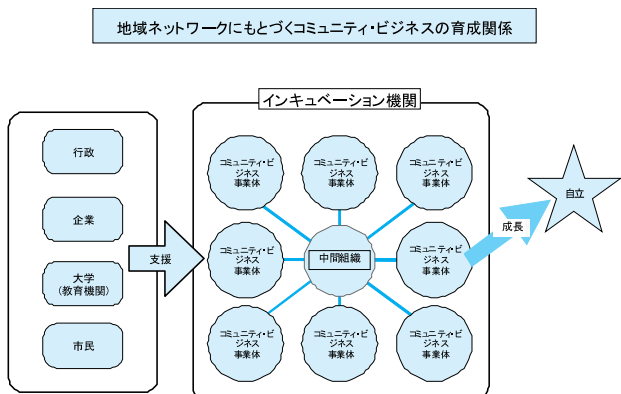 地域ネットワークにもとづくコミュニティ・ビジネスの育成関係
インキュベーション機関
行政
企業
大学
(教育機関)
市民
支援
コミュニティ・ビ
ジネス
事業体
コミュニティ・ビ
ジネス
事業体
コミュニティ・ビ
ジネス
事業体
コミュニティ・ビ
ジネス
事業体
中間組織
コミュニティ・ビ
ジネス
事業体
コミュニティ・ビ
ジネス
事業体
コミュニティ・ビ
ジネス
事業体
コミュニティ・ビ
ジネス
事業体
成長
自立